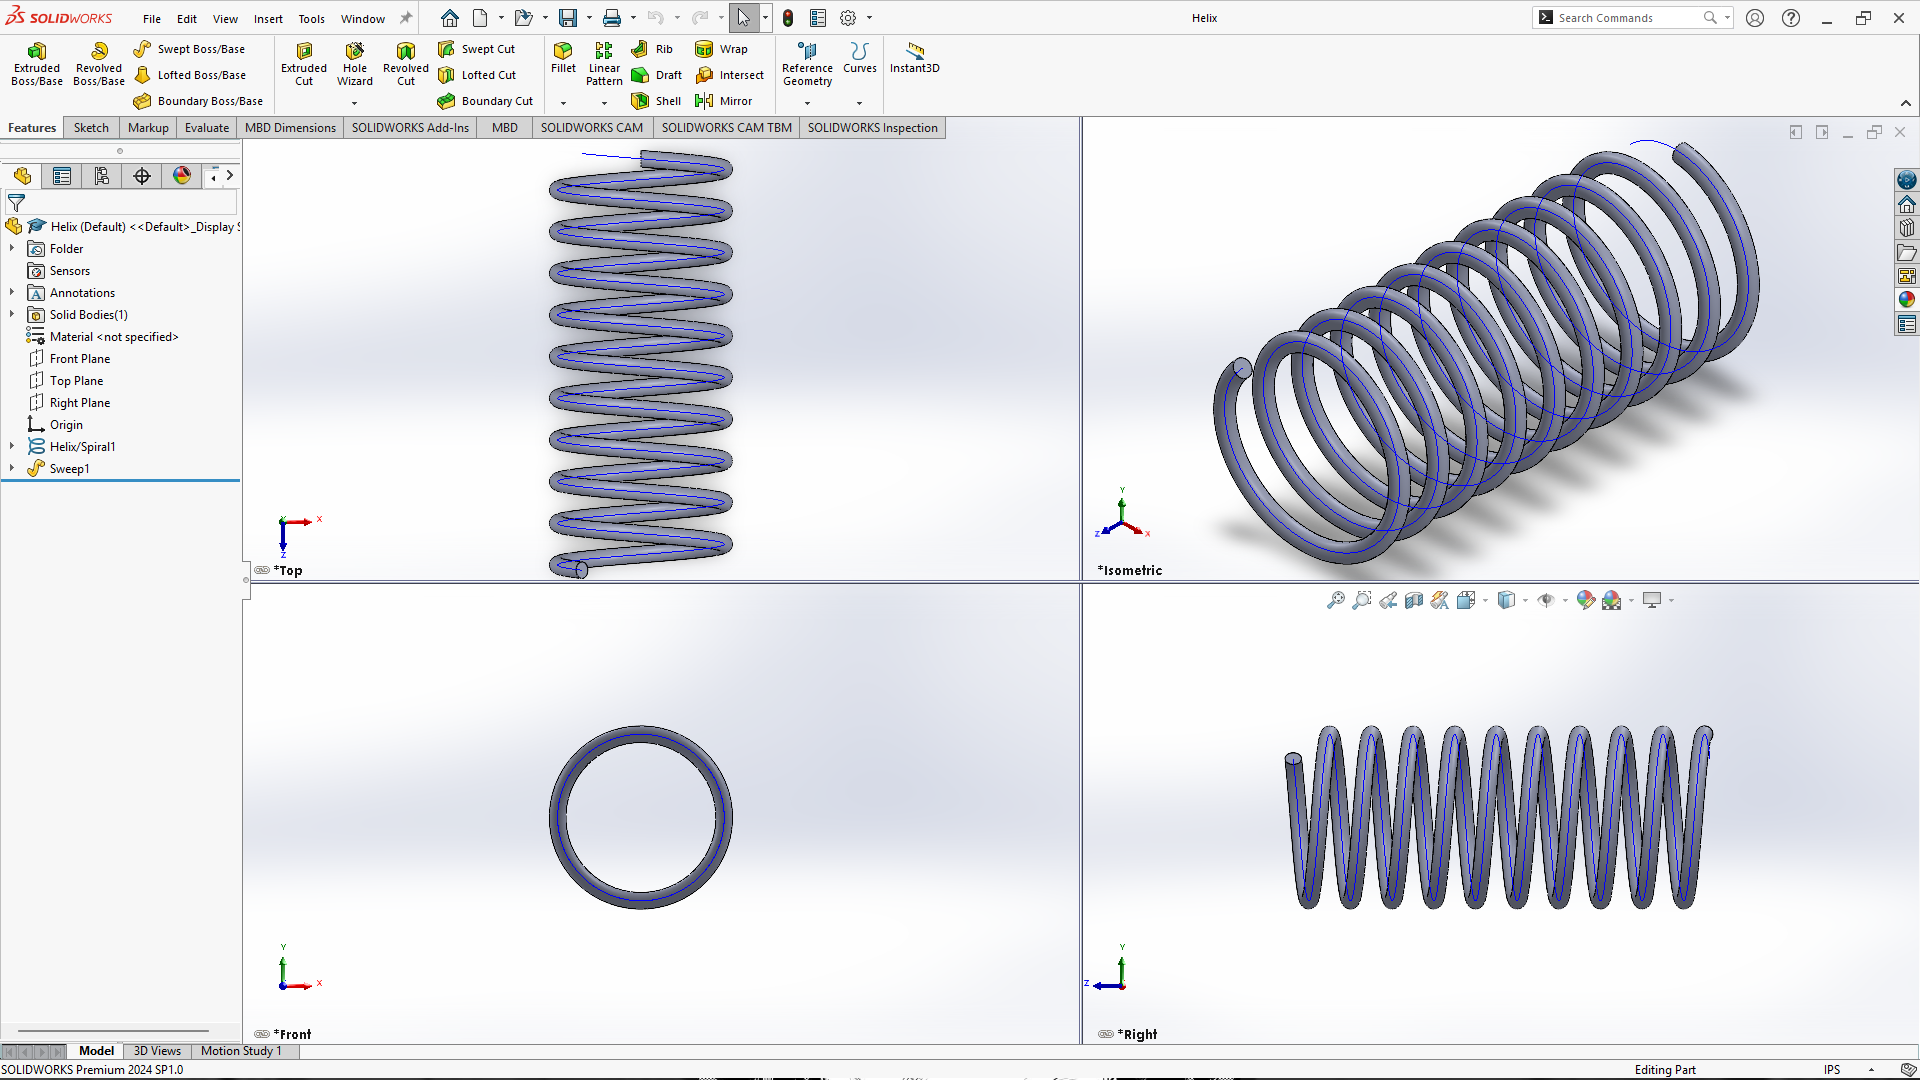 SOLIDWORKS File Edit View Insert Tools Window Helix Search Commands
Extruded Boss/Base
Revolved Boss/Base
Swept Boss/Base
Lofted Boss/Base
Boundary Boss/Base
Extruded Cut
Hole Wizard
Revolved Cut
Swept Cut
Lofted Cut
Boundary Cut
Fillet
Linear Pattern
Rib
Draft
Shell
Wrap
Intersect
Mirror
Reference Geometry
Curves
Instant3D
Features Sketch Markup Evaluate MBD Dimensions SOLIDWORKS Add-Ins MBD SOLIDWORKS CAM SOLIDWORKS CAM TBM SOLIDWORKS Inspection
Helix (Default) <<Default>_Display S
Folder
Sensors
Annotations
Solid Bodies(1)
Material <not specified>
Front Plane
Top Plane
Right Plane
Origin
Helix/Spiral1
Sweep1
X
Z
*Top
Y
Z
X
*Isometric
Y
X
*Front
Y
Z
*Right
Model 3D Views Motion Study 1
SOLIDWORKS Premium 2024 SP1.0 Editing Part IPS